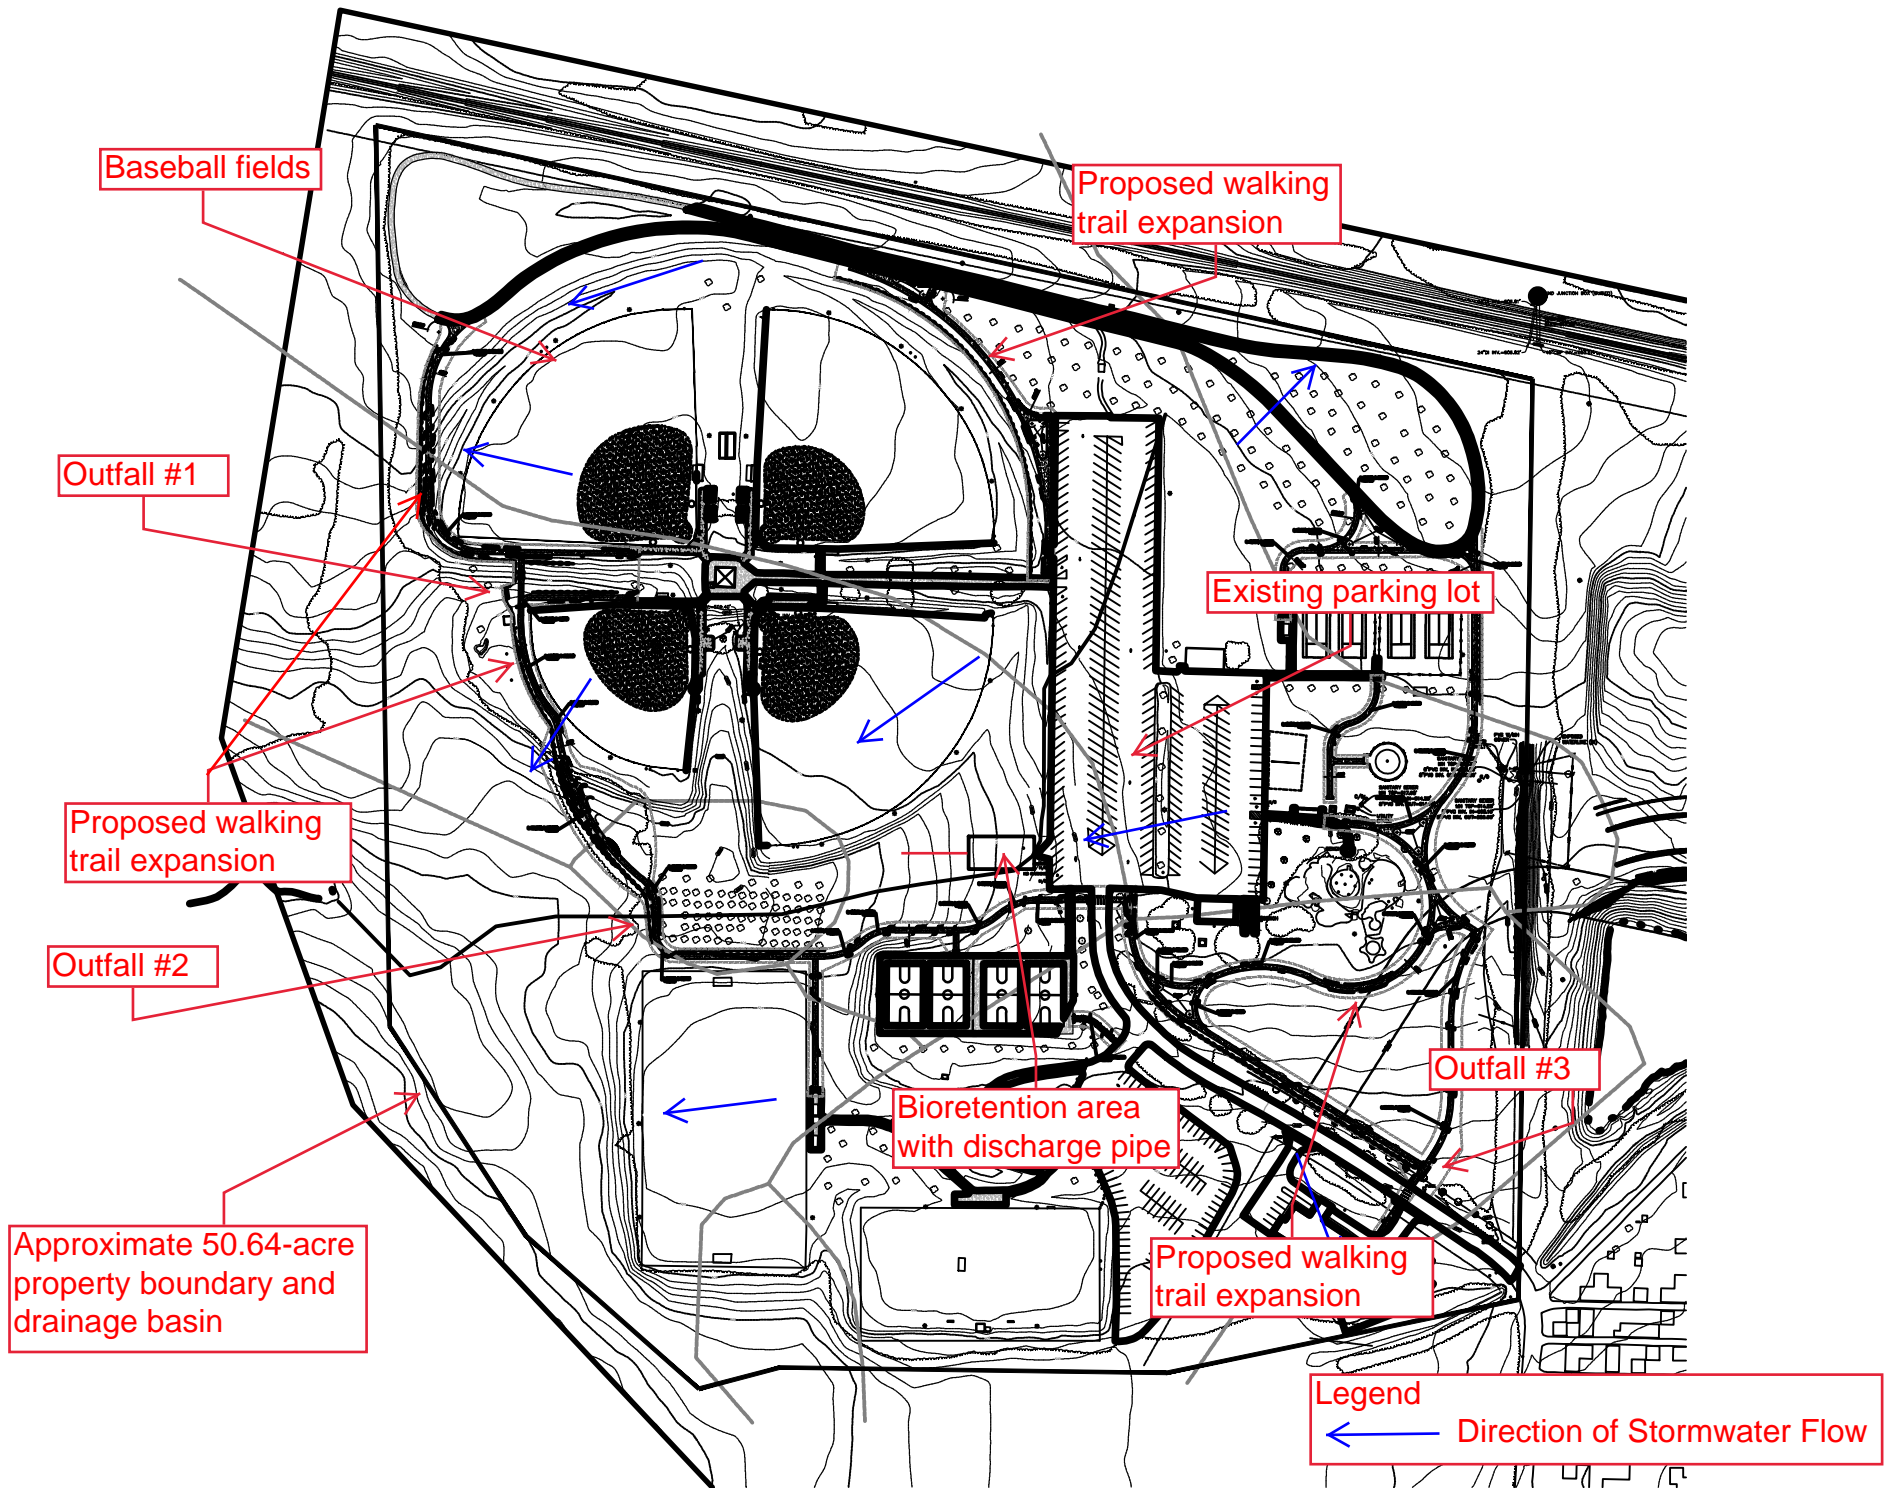 Baseball fields
Proposed walking
trail expansion
Outfall #1
Existing parking lot
Proposed walking
trail expansion
Outfall #2
Outfall #3
Bioretention area
with discharge pipe
Approximate 50.64-acre
property boundary and
drainage basin
Proposed walking
trail expansion
Legend
Direction of Stormwater Flow